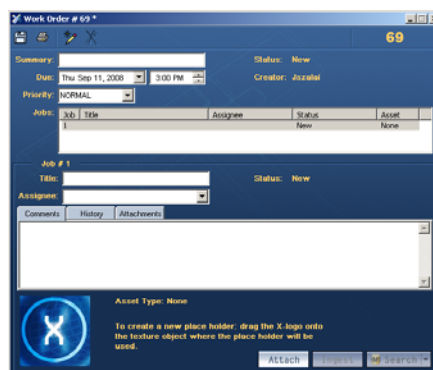 Work Order # 69 *
69
Summary: Status: New
Due: Thu Sep 11, 2008 3:00 PM Creator: Jszalai
Priority: NORMAL
Jobs: Job Title Assignee Status Asset
1 New None
Job # 1
Title: Status: New
Assignee:
Comments History Attachments
X
Asset Type: None
To create a new place holder: drag the X-logo onto
the texture object where the place holder will be
used.
Attach Ingest Search